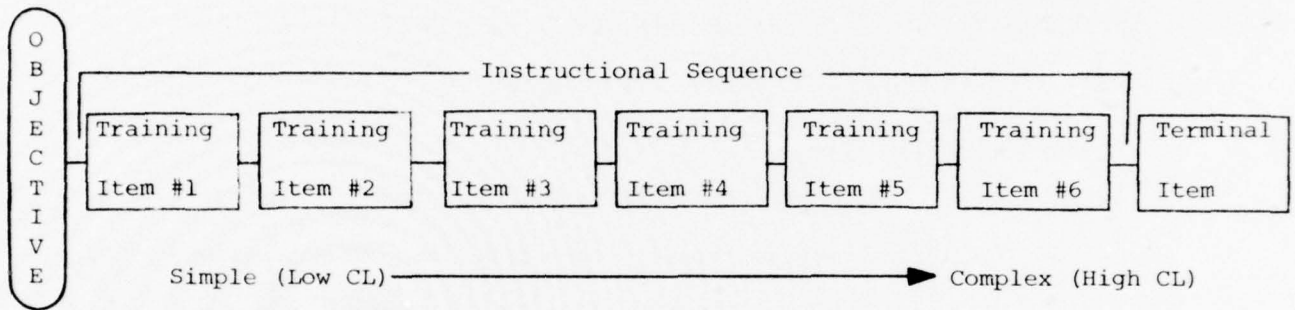 OBJECTIVE
Instructional Sequence
Training Item #1
Training Item #2
Training Item #3
Training Item #4
Training Item #5
Training Item #6
Terminal Item
Simple (Low CL)
Complex (High CL)